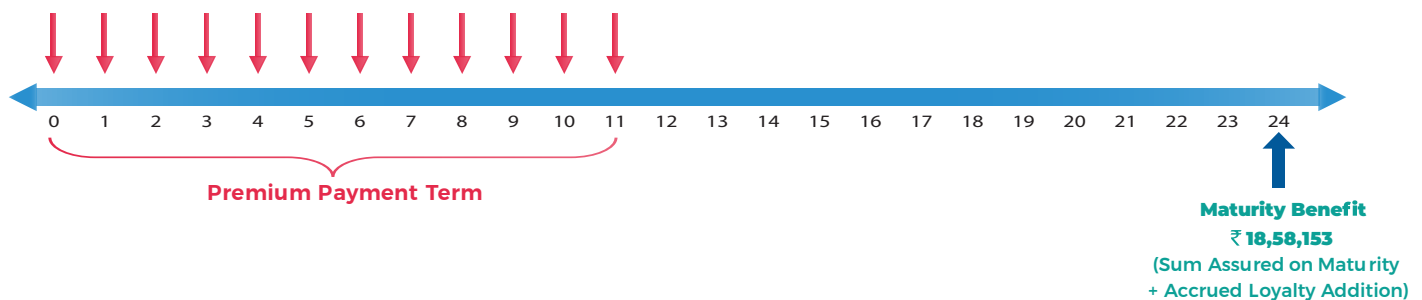 0 1 2 3 4 5 6 7 8 9 10 11 12 13 14 15 16 17 18 19 20 21 22 23 24
Premium Payment Term
Maturity Benefit
₹ 18,58,153
(Sum Assured on Maturity
+ Accrued Loyalty Addition)